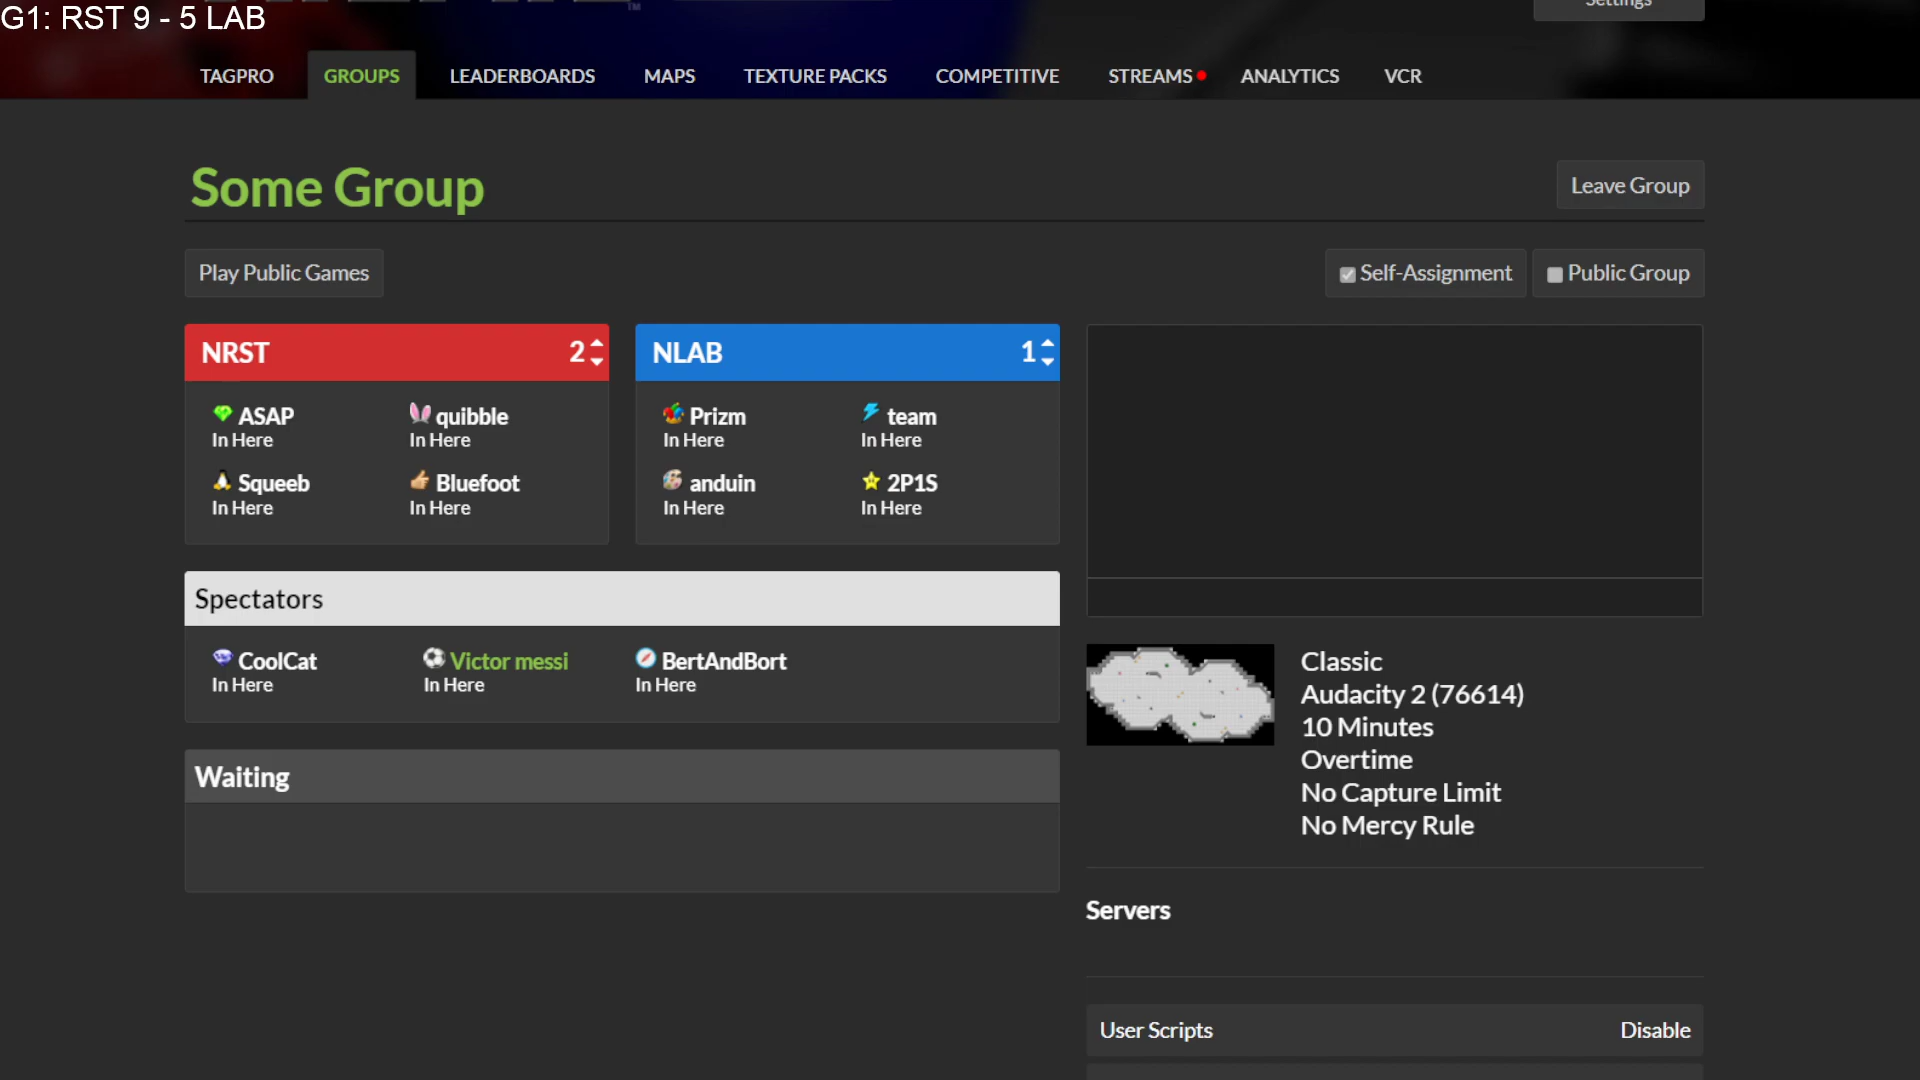 G1: RST 9 - 5 LAB
Settings
TAGPRO GROUPS LEADERBOARDS MAPS TEXTURE PACKS COMPETITIVE STREAMS ANALYTICS VCR
Some Group
Leave Group
Play Public Games
Self-Assignment
Public Group
NRST 2
ASAP
In Here
quibble
In Here
Squeeb
In Here
Bluefoot
In Here
NLAB 1
Prizm
In Here
team
In Here
anduin
In Here
2P1S
In Here
Spectators
CoolCat
In Here
Victor messi
In Here
BertAndBort
In Here
Waiting
Classic
Audacity 2 (76614)
10 Minutes
Overtime
No Capture Limit
No Mercy Rule
Servers
User Scripts Disable